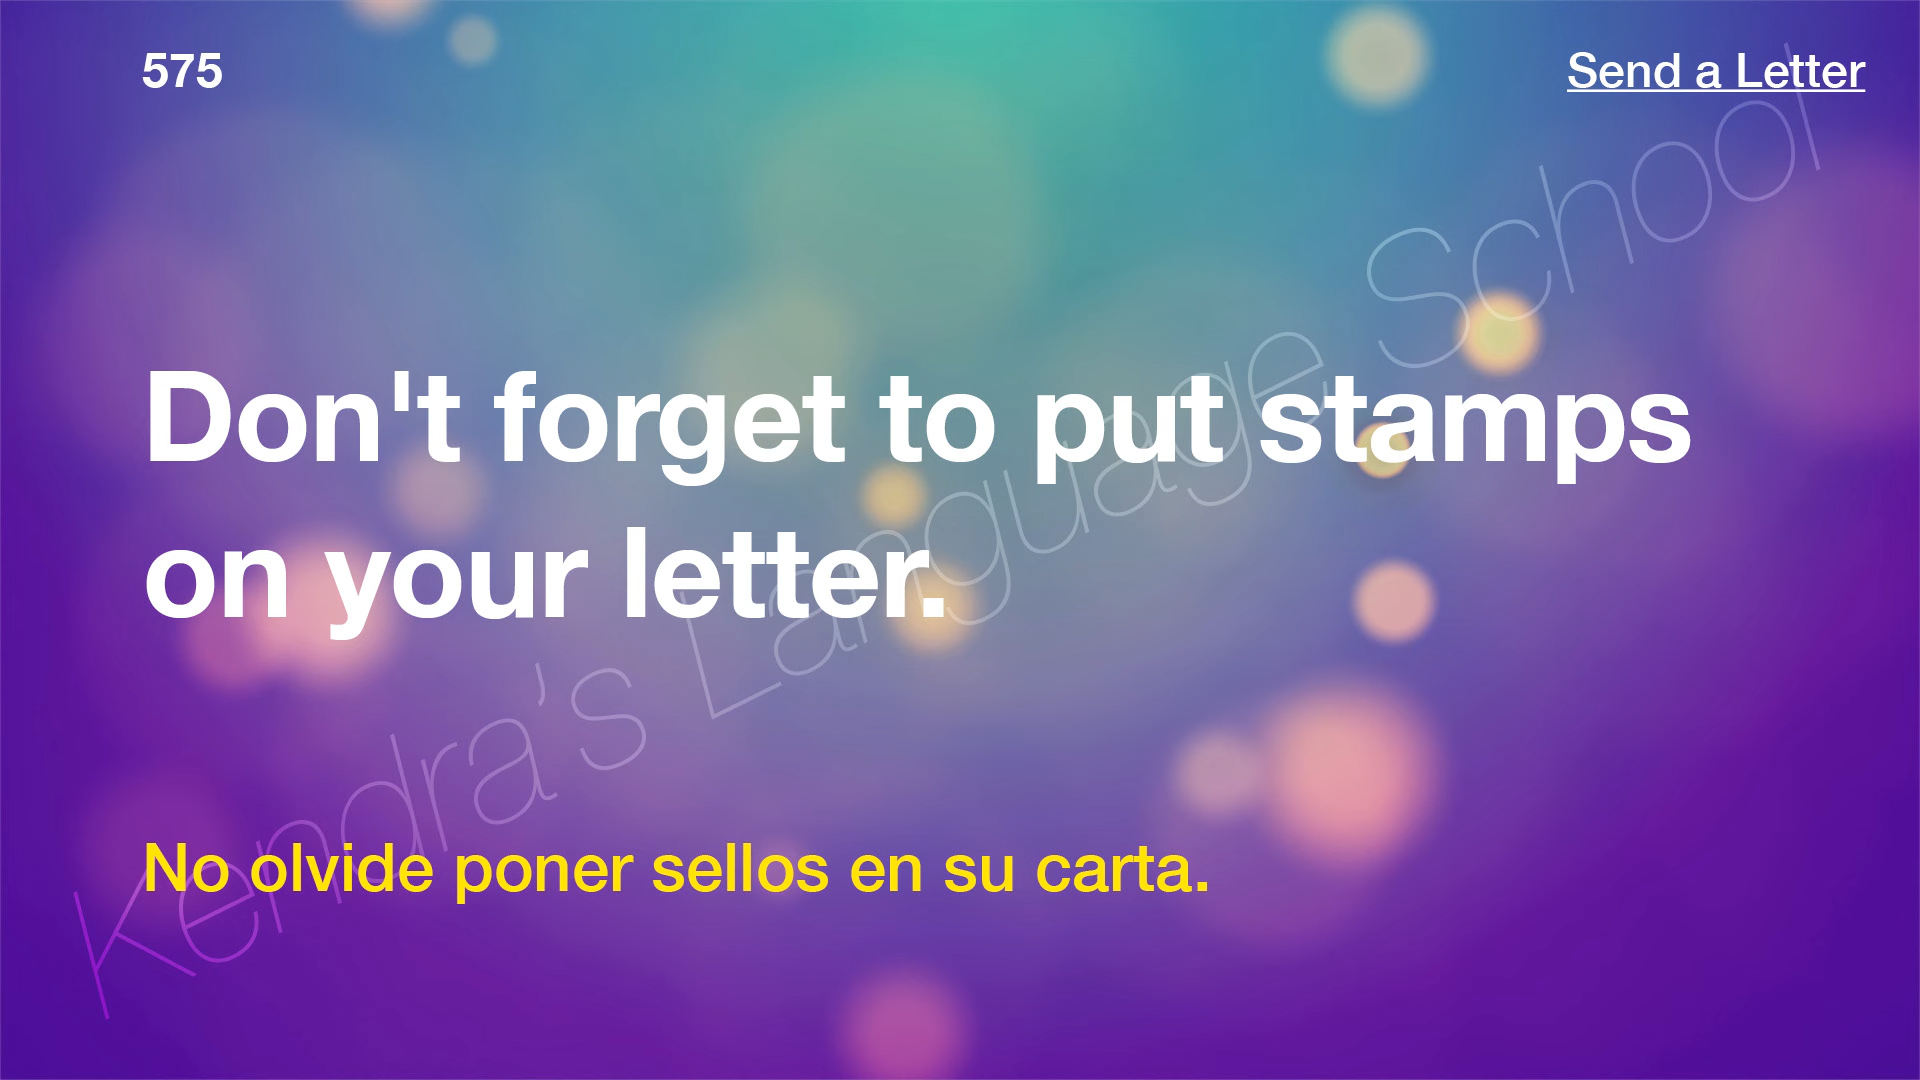 575
Send a Letter
Don't forget to put stamps
on your letter.
No olvide poner sellos en su carta.
Kendra’s Language School